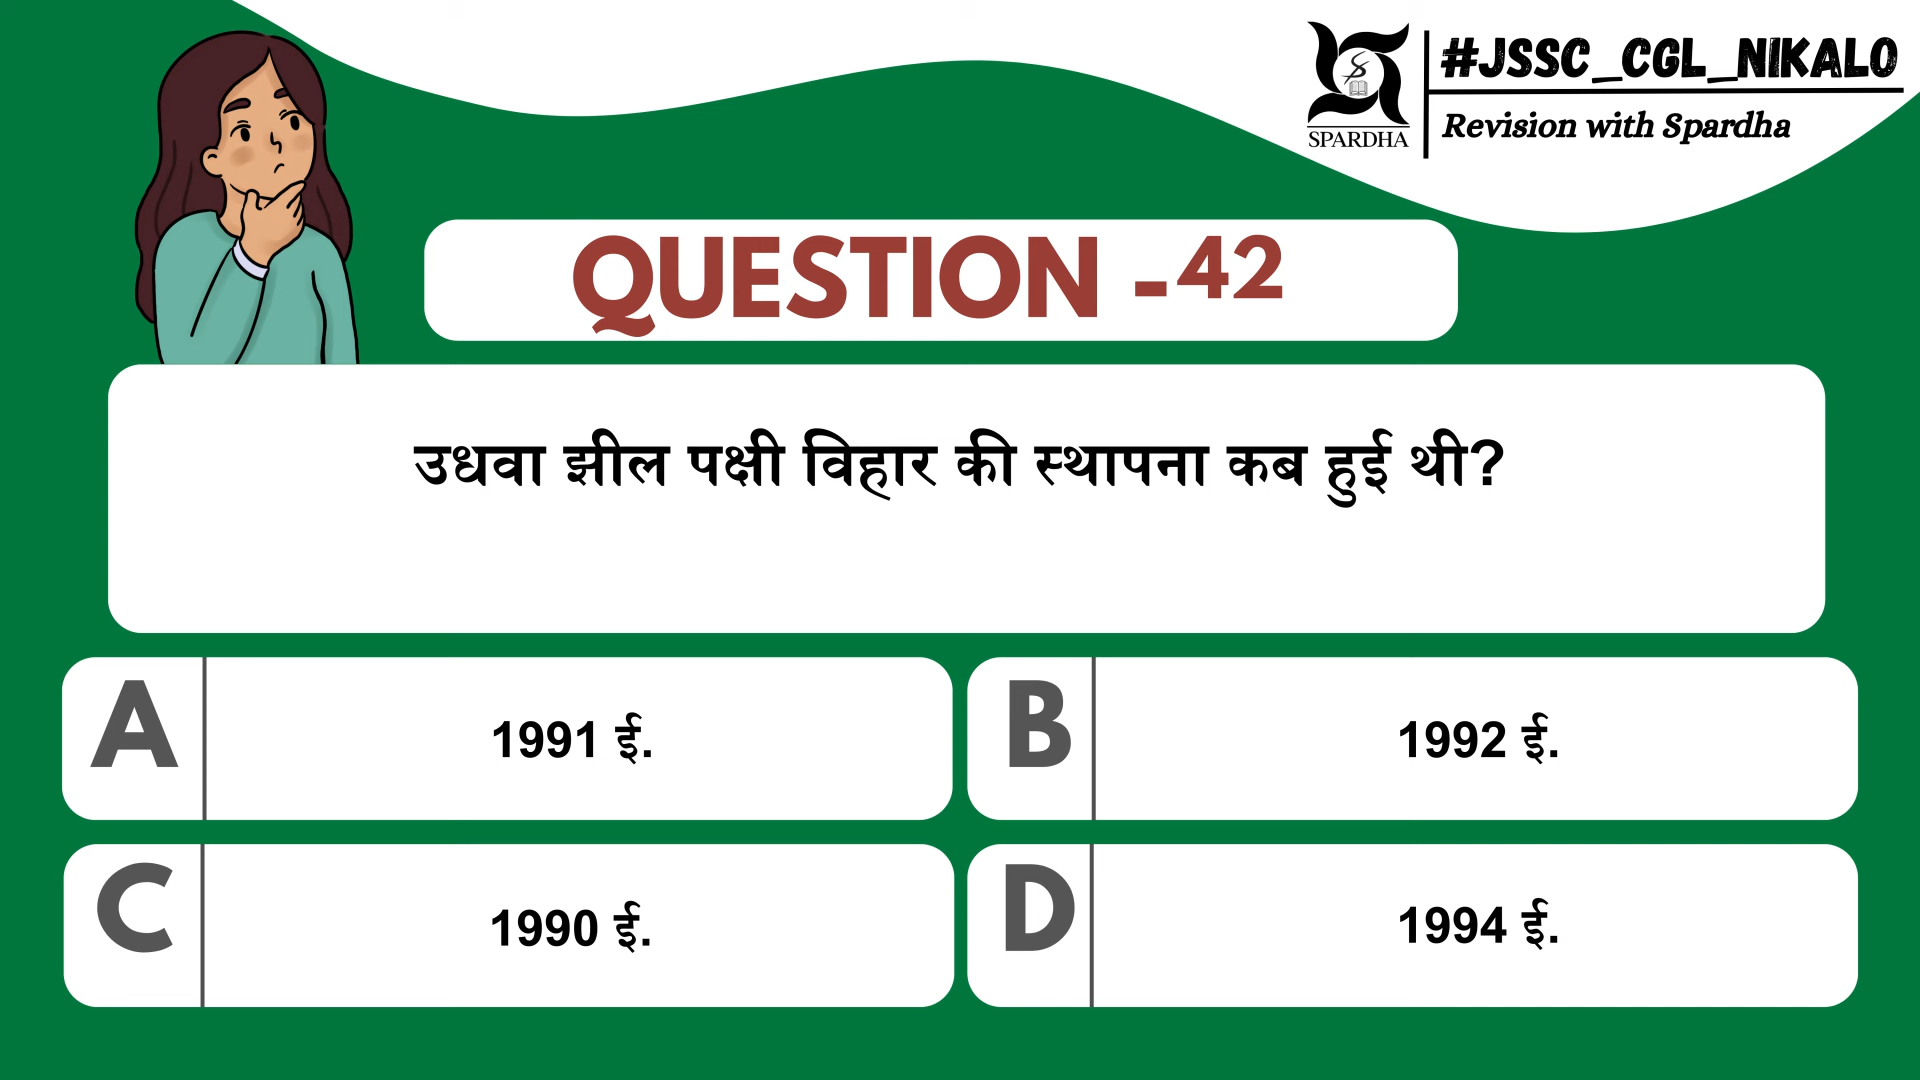 #JSSC_CGL_NIKALO
Revision with Spardha
SPARDHA
QUESTION -42
उधवा झील पक्षी विहार की स्थापना कब हुई थी?
A
1991 ई.
B
1992 ई.
C
1990 ई.
D
1994 ई.